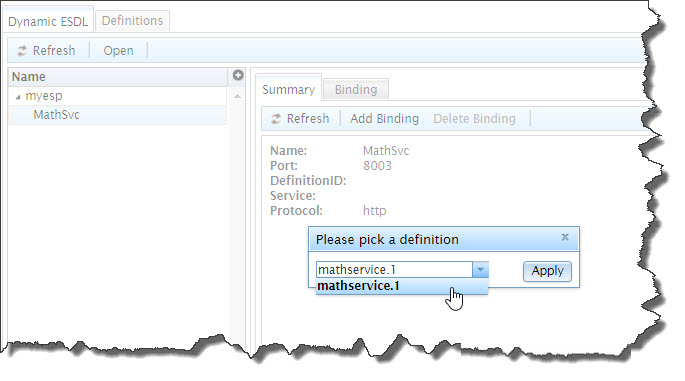 Dynamic ESDL Definitions
Refresh Open
Name
myesp
MathSvc
Summary Binding
Refresh Add Binding Delete Binding
Name: MathSvc
Port: 8003
DefinitionID:
Service:
Protocol: http
Please pick a definition x
mathservice.1 Apply
mathservice.1